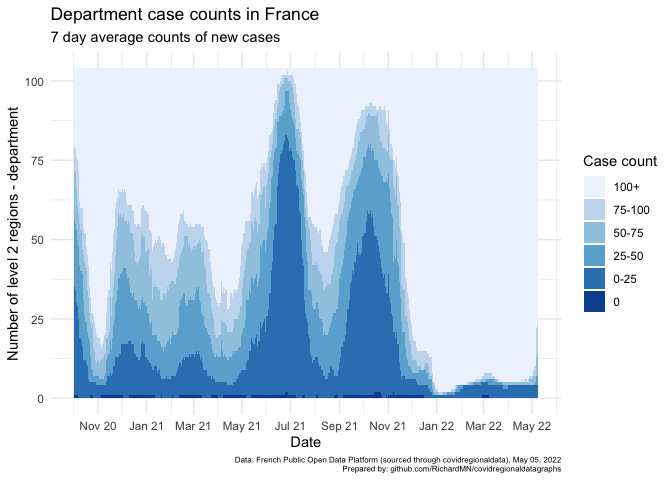 Department case counts in France
7 day average counts of new cases
Number of level 2 regions - department
100
75
50
25
0
Nov 20 Jan 21 Mar 21 May 21 Jul 21 Sep 21 Nov 21 Jan 22 Mar 22 May 22
Date
Case count
100+
75-100
50-75
25-50
0-25
0
Data: French Public Open Data Platform (sourced through covidregionaldata), May 05, 2022
Prepared by: github.com/RichardMN/covidregionaldatagraphs